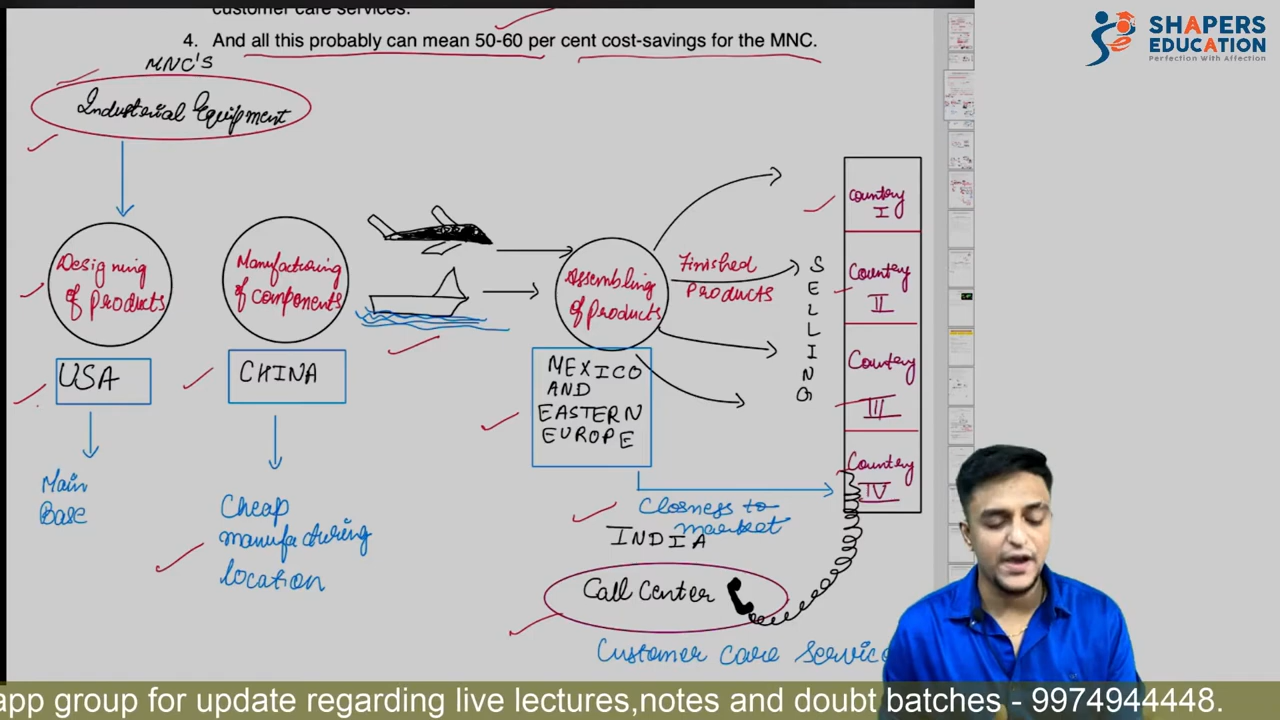 customer care services.
4. And all this probably can mean 50-60 per cent cost-savings for the MNC.
SHAPERS
EDUCATION
Perfection With Affection
MNC'S
Industerial Equipment
Designing
of Products
Manufacturing
of components
Assembling
of products
Finished
PRODUCTS
SELLING
Country
I
Country
II
Country
III
Country
IV
USA
CHINA
MEXICO
AND
EASTERN
EUROPE
Main
Base
Cheap
manufacturing
location
Closness to
market
INDIA
Call Center
Customer care Service
app group for update regarding live lectures,notes and doubt batches - 9974944448.